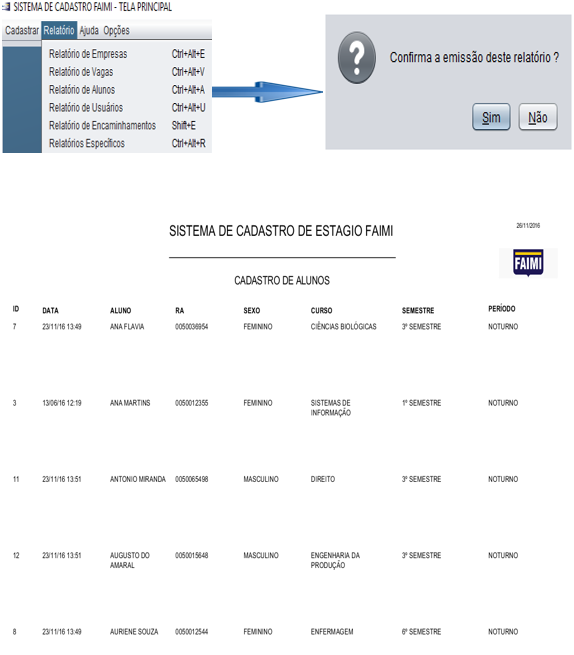 SISTEMA DE CADASTRO FAIMI - TELA PRINCIPAL
Cadastrar Relatório Ajuda Opções
Relatório de Empresas Ctrl+Alt+E
Relatório de Vagas Ctrl+Alt+V
Relatório de Alunos Ctrl+Alt+A
Relatório de Usuários Ctrl+Alt+U
Relatório de Encaminhamentos Shift+E
Relatórios Específicos Ctrl+Alt+R
?
Confirma a emissão deste relatório ?
Sim Não
26/11/2016
SISTEMA DE CADASTRO DE ESTAGIO FAIMI
FAIMI
CADASTRO DE ALUNOS
ID DATA ALUNO RA SEXO CURSO SEMESTRE PERÍODO
7 23/11/16 13:49 ANA FLAVIA 0050036954 FEMININO CIÊNCIAS BIOLÓGICAS 3º SEMESTRE NOTURNO
3 13/06/16 12:19 ANA MARTINS 0050012355 FEMININO SISTEMAS DE 1º SEMESTRE NOTURNO
INFORMAÇÃO
11 23/11/16 13:51 ANTONIO MIRANDA 0050065498 MASCULINO DIREITO 3º SEMESTRE NOTURNO
12 23/11/16 13:51 AUGUSTO DO 0050015648 MASCULINO ENGENHARIA DA 3º SEMESTRE NOTURNO
AMARAL PRODUÇÃO
8 23/11/16 13:49 AURIENE SOUZA 0050012544 FEMININO ENFERMAGEM 6º SEMESTRE NOTURNO